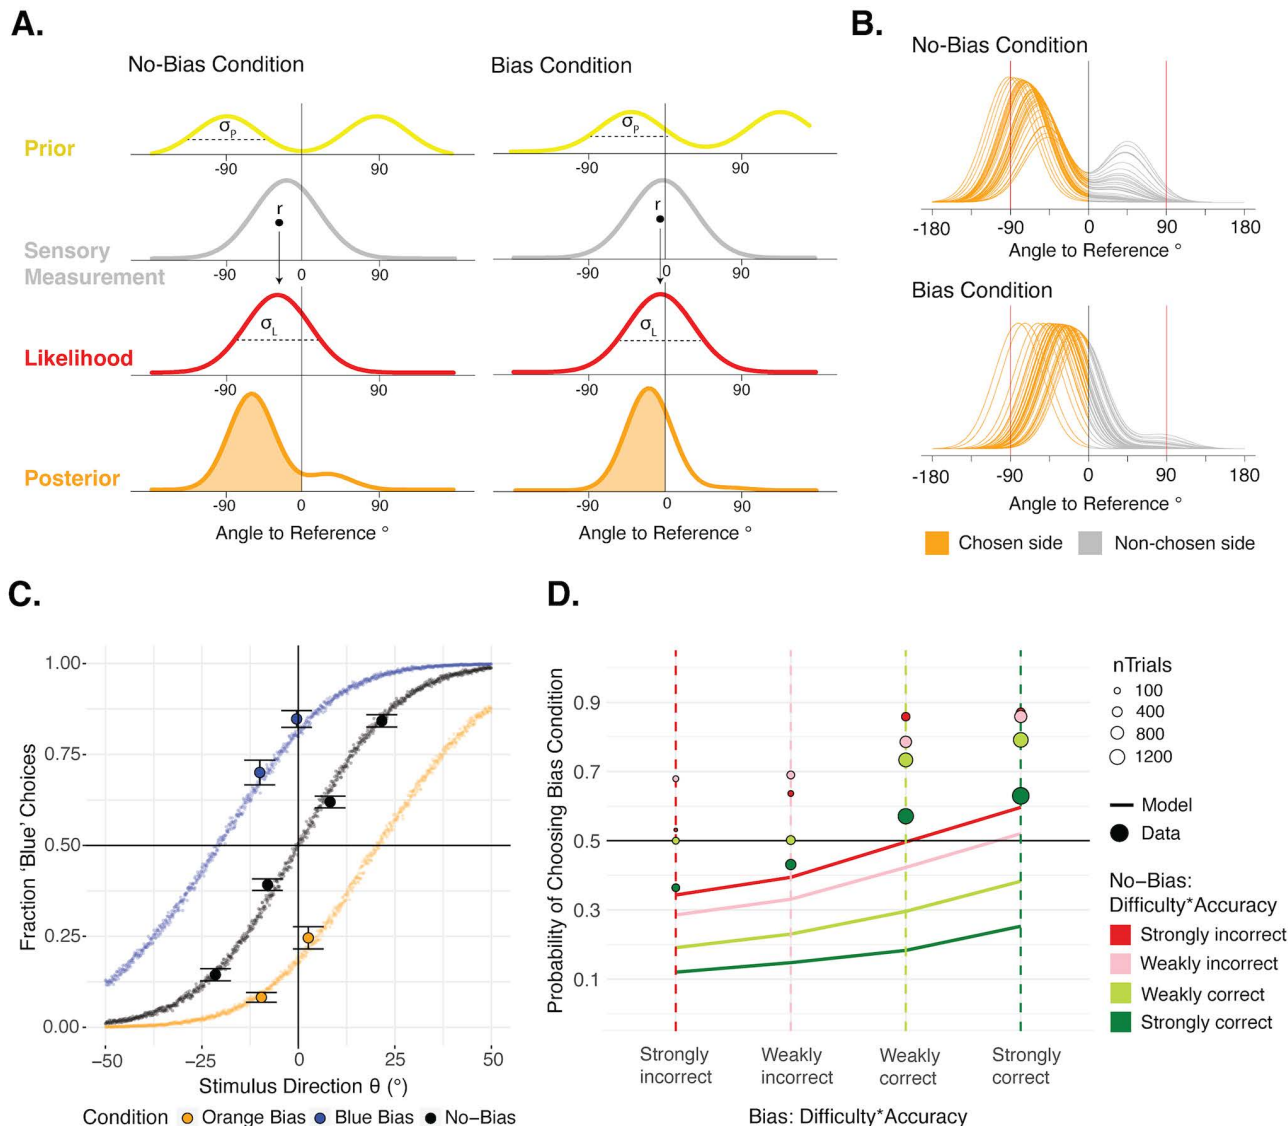 A.
No-Bias Condition
Bias Condition
Prior
σP
-90
90
σP
-90
90
Sensory
Measurement
r
-90
0
90
r
-90
0
90
Likelihood
σL
-90
90
σL
-90
90
Posterior
-90
0
90
Angle to Reference °
-90
0
90
Angle to Reference °
B.
No-Bias Condition
-180
-90
0
90
180
Angle to Reference °
Bias Condition
-180
-90
0
90
180
Angle to Reference °
Chosen side
Non-chosen side
C.
Fraction ‘Blue’ Choices
1.00
0.75
0.50
0.25
0.00
−50
−25
0
25
50
Stimulus Direction θ (°)
Condition
Orange Bias
Blue Bias
No−Bias
D.
Probability of Choosing Bias Condition
0.9
0.7
0.5
0.3
0.1
Strongly
incorrect
Weakly
incorrect
Weakly
correct
Strongly
correct
Bias: Difficulty*Accuracy
nTrials
100
400
800
1200
Model
Data
No−Bias:
Difficulty*Accuracy
Strongly incorrect
Weakly incorrect
Weakly correct
Strongly correct